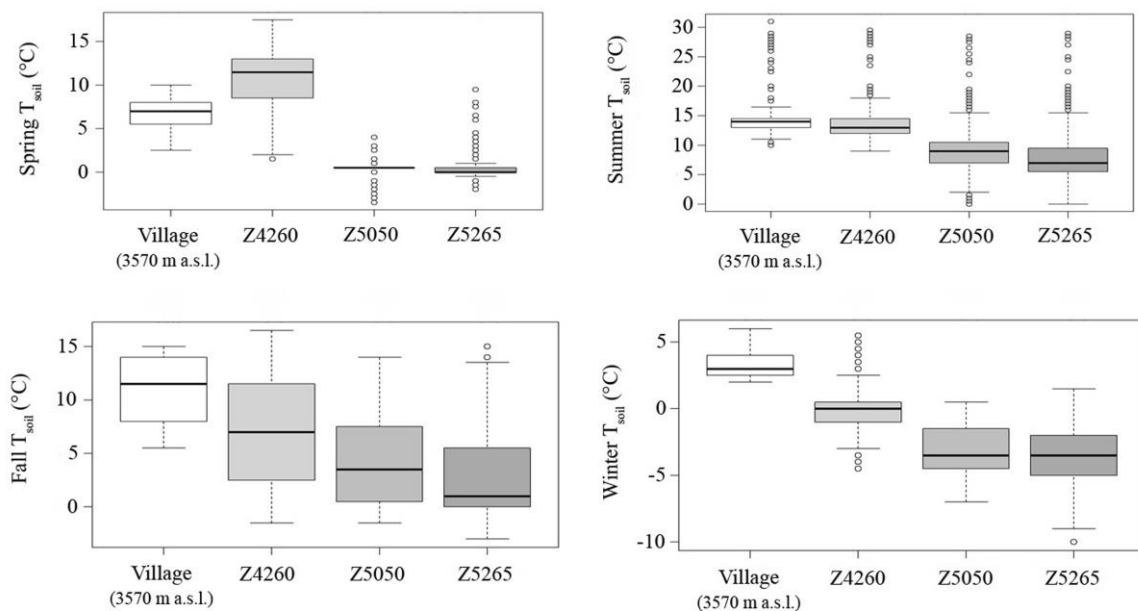 Spring T_soil (°C)
15
10
5
0
Village
(3570 m a.s.l.)
Z4260
Z5050
Z5265
Summer T_soil (°C)
30
25
20
15
10
5
0
Village
(3570 m a.s.l.)
Z4260
Z5050
Z5265
Fall T_soil (°C)
15
10
5
0
Village
(3570 m a.s.l.)
Z4260
Z5050
Z5265
Winter T_soil (°C)
5
0
-5
-10
Village
(3570 m a.s.l.)
Z4260
Z5050
Z5265